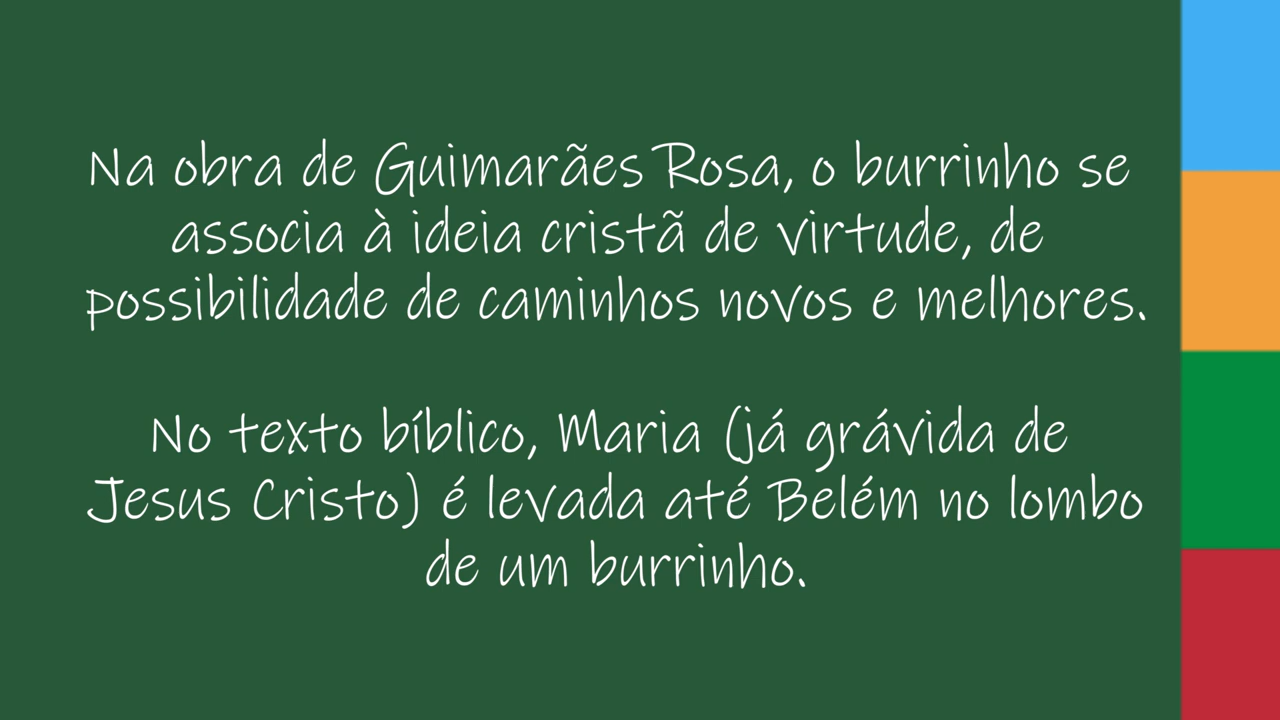 Na obra de Guimarães Rosa, o burrinho se
associa à ideia cristã de virtude, de
possibilidade de caminhos novos e melhores.
No texto bíblico, Maria (já grávida de
Jesus Cristo) é levada até Belém no lombo
de um burrinho.